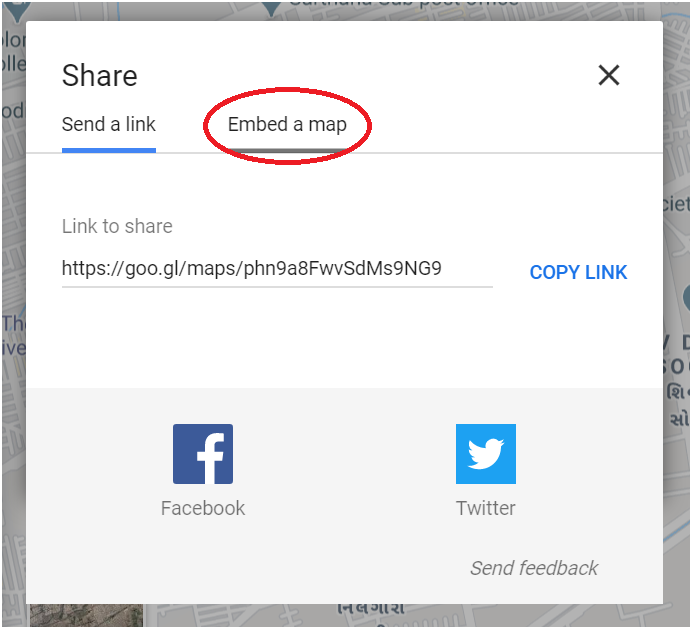 Share
Send a link
Embed a map
Link to share
https://goo.gl/maps/phn9a8FwvSdMs9NG9
COPY LINK
Facebook
Twitter
Send feedback